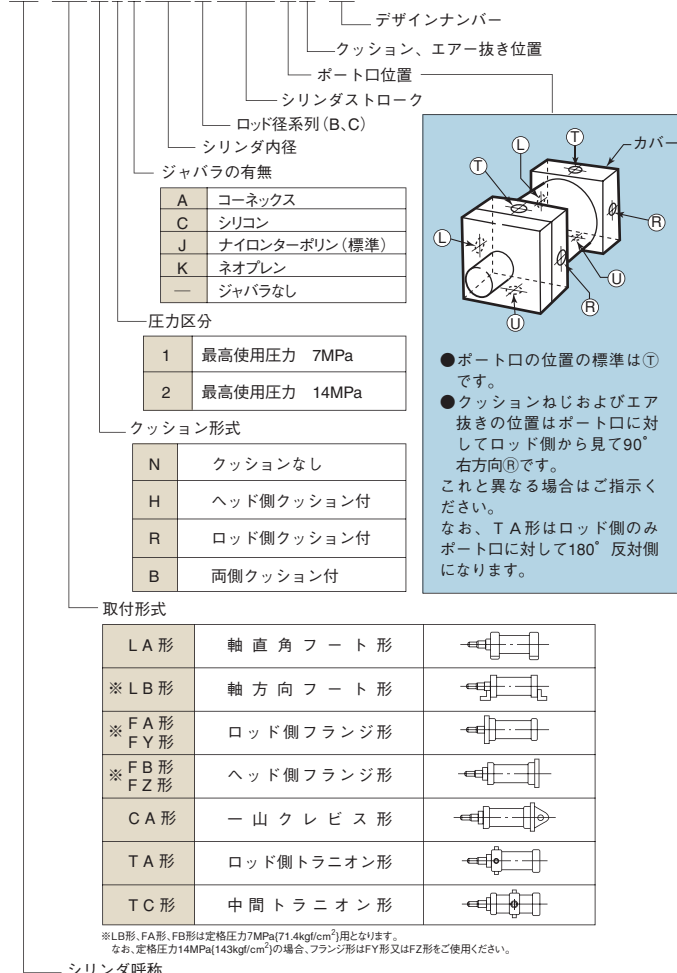 デザインナンバー
クッション、エアー抜き位置
ポート口位置
シリンダストローク
ロッド径系列(B、C)
シリンダ内径
ジャバラの有無
A コーネックス
C シリコン
J ナイロンターポリン(標準)
K ネオプレン
— ジャバラなし
圧力区分
1 最高使用圧力 7MPa
2 最高使用圧力 14MPa
クッション形式
N クッションなし
H ヘッド側クッション付
R ロッド側クッション付
B 両側クッション付
Ⓣ
Ⓛ
Ⓣ
カバー
Ⓡ
Ⓛ
Ⓤ
Ⓡ
Ⓤ
●ポート口の位置の標準はⓉ
です。
●クッションねじおよびエア
抜きの位置はポート口に対
してロッド側から見て90°
右方向Ⓡです。
これと異なる場合はご指示く
ださい。
なお、TA形はロッド側のみ
ポート口に対して180°反対側
になります。
取付形式
LA形 軸直角フート形
※LB形 軸方向フート形
※FA形
FY形 ロッド側フランジ形
※FB形
FZ形 ヘッド側フランジ形
CA形 一山クレビス形
TA形 ロッド側トラニオン形
TC形 中間トラニオン形
※LB形、FA形、FB形は定格圧力7MPa{71.4kgf/cm²}用となります。
なお、定格圧力14MPa{143kgf/cm²}の場合、フランジ形はFY形又はFZ形をご使用ください。
シリンダ呼称